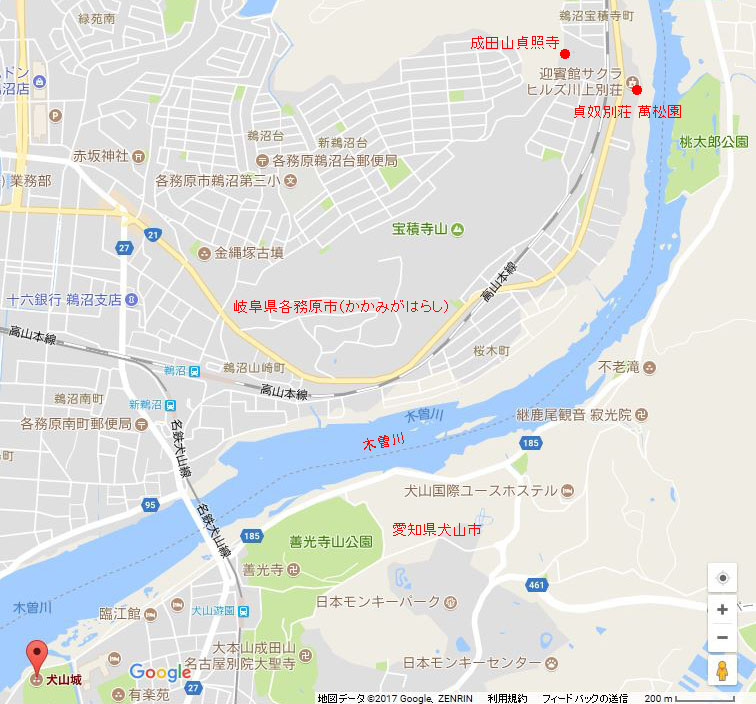 緑苑南
鵜沼宝積寺町
成田山貞照寺
ドン
鵜沼店
迎賓館サクラ
ヒルズ川上別荘
貞奴別荘 萬松園
桃太郎公園
鵜沼台
新鵜沼台
赤坂神社
各務原鵜沼台郵便局
業務部
各務原市鵜沼第三小
21
27
宝積寺山
金縄塚古墳
高山本線
十六銀行 鵜沼支店
岐阜県各務原市(かかみがはらし)
高山本線
桜木町
鵜沼
鵜沼山崎町
不老滝
高山本線
鵜沼南町
新鵜沼
各務原南町郵便局
木曽川
継鹿尾観音 寂光院
名鉄犬山線
木曽川
185
町
犬山国際ユースホステル
95
名鉄犬山線
愛知県犬山市
185
善光寺山公園
善光寺
461
木曽川
臨江館
犬山遊園
日本モンキーパーク
大本山成田山
名古屋別院大聖寺
日本モンキーセンター
犬山城
Google
有楽苑
27
地図データ ©2017 Google、ZENRIN 利用規約 フィードバックの送信 200 m